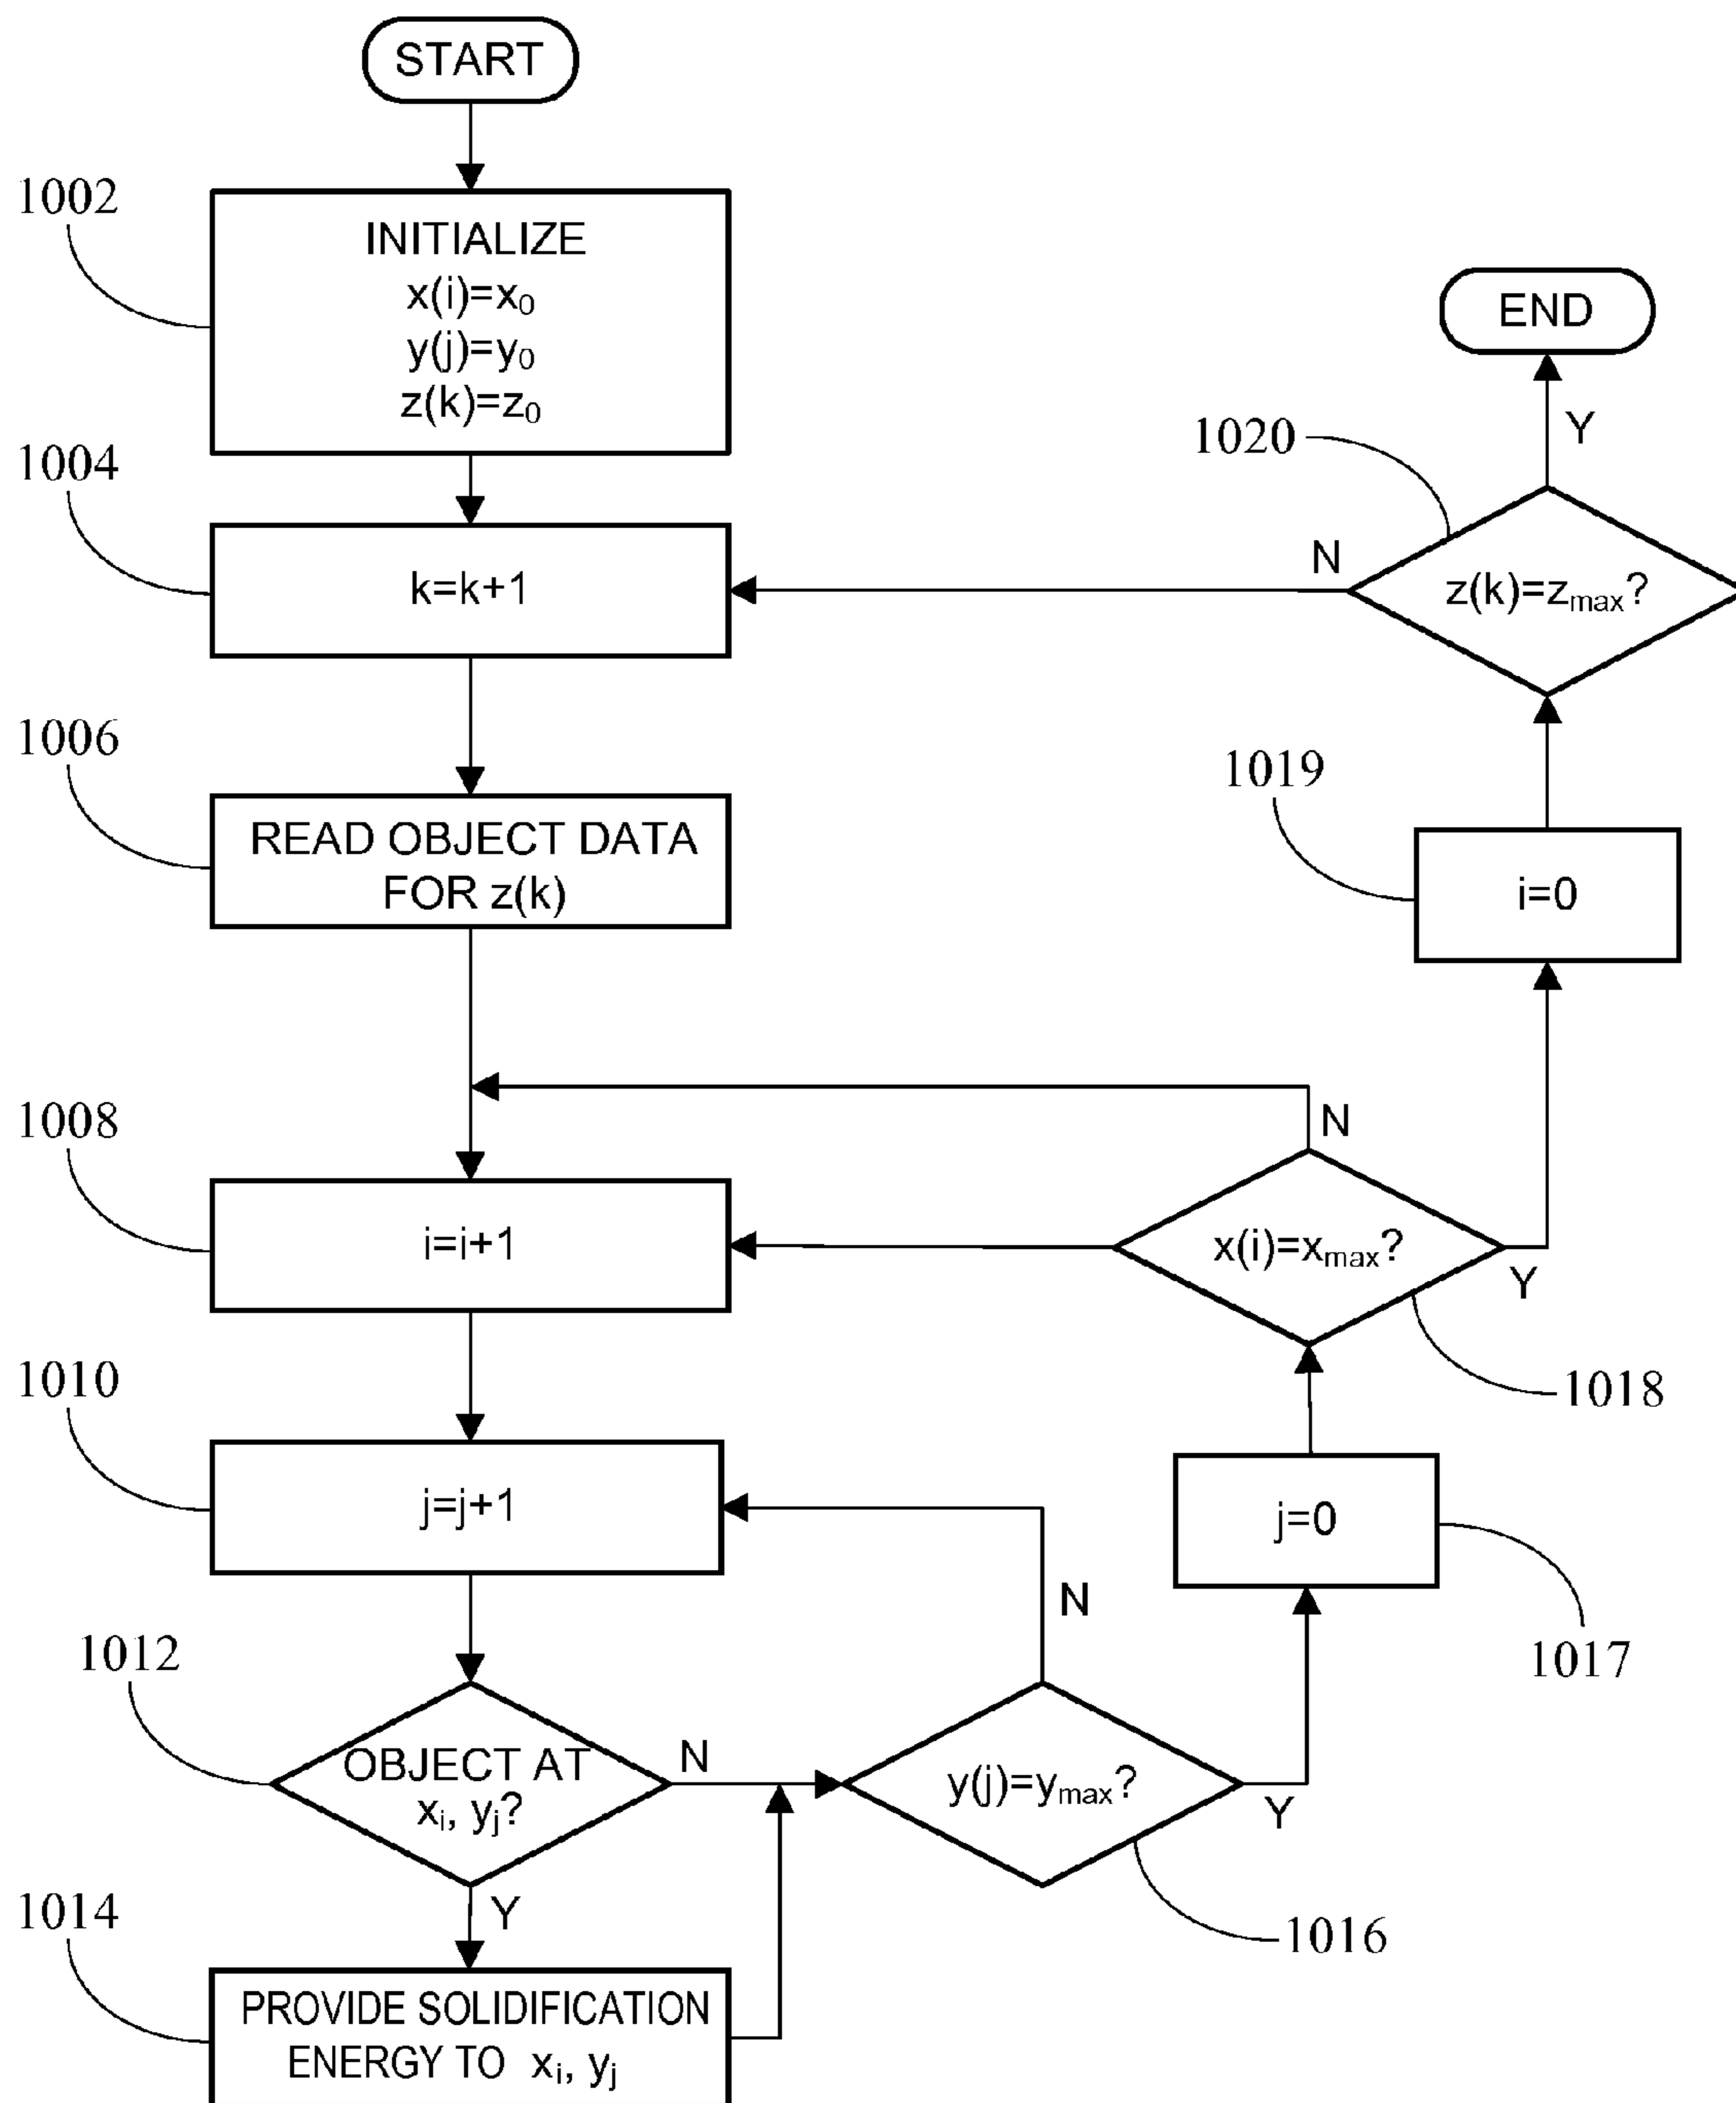 START
1002
INITIALIZE
x(i)=x₀
y(j)=y₀
z(k)=z₀
END
1020
Y
1004
k=k+1
N
z(k)=zₘₐₓ?
1006
READ OBJECT DATA
FOR z(k)
1019
i=0
1008
N
i=i+1
x(i)=xₘₐₓ?
Y
1018
1010
j=j+1
j=0
N
1017
1012
OBJECT AT
xᵢ, yⱼ?
N
y(j)=yₘₐₓ?
Y
1016
1014
Y
PROVIDE SOLIDIFICATION
ENERGY TO xᵢ, yⱼ